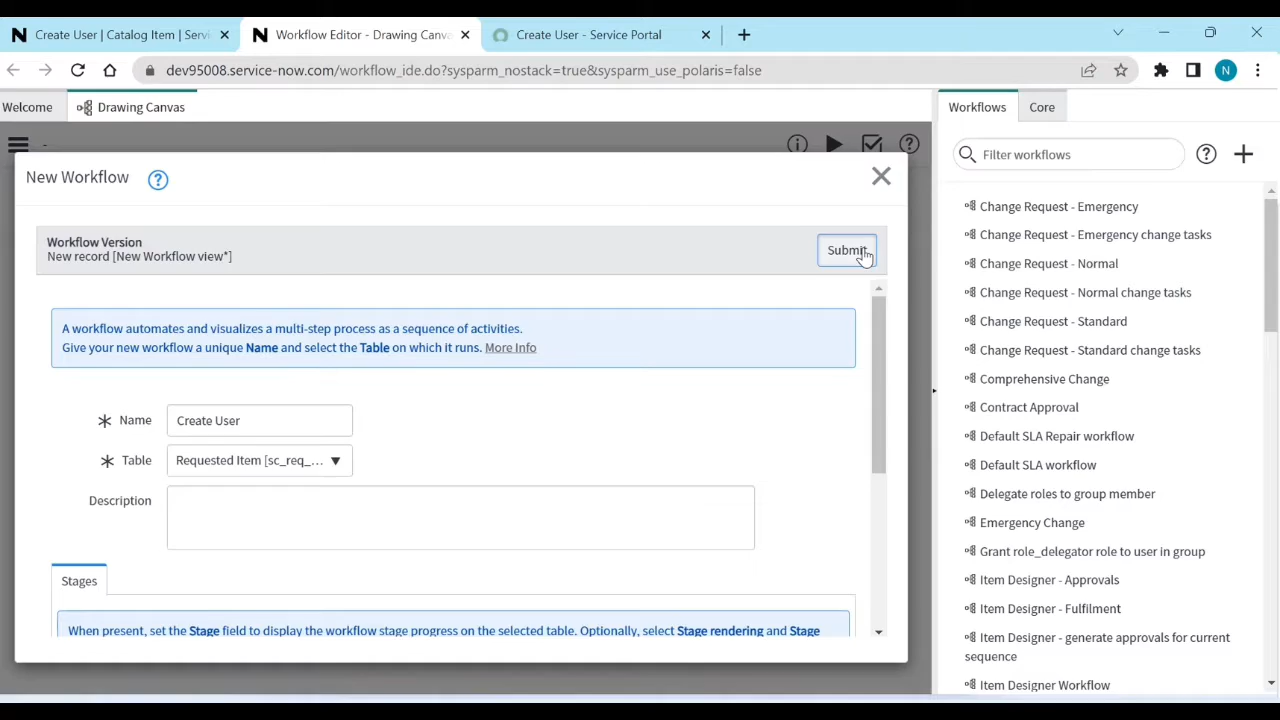 Create User | Catalog Item | Servi
Workflow Editor - Drawing Canva
Create User - Service Portal
dev95008.service-now.com/workflow_ide.do?sysparm_nostack=true&sysparm_use_polaris=false
N
Welcome
Drawing Canvas
Workflows
Core
-
Filter workflows
New Workflow
Workflow Version
New record [New Workflow view*]
Submit
A workflow automates and visualizes a multi-step process as a sequence of activities.
Give your new workflow a unique Name and select the Table on which it runs. More Info
Name
Create User
Table
Requested Item [sc_req_...
Description
Stages
When present, set the Stage field to display the workflow stage progress on the selected table. Optionally, select Stage rendering and Stage
Change Request - Emergency
Change Request - Emergency change tasks
Change Request - Normal
Change Request - Normal change tasks
Change Request - Standard
Change Request - Standard change tasks
Comprehensive Change
Contract Approval
Default SLA Repair workflow
Default SLA workflow
Delegate roles to group member
Emergency Change
Grant role_delegator role to user in group
Item Designer - Approvals
Item Designer - Fulfilment
Item Designer - generate approvals for current
sequence
Item Designer Workflow